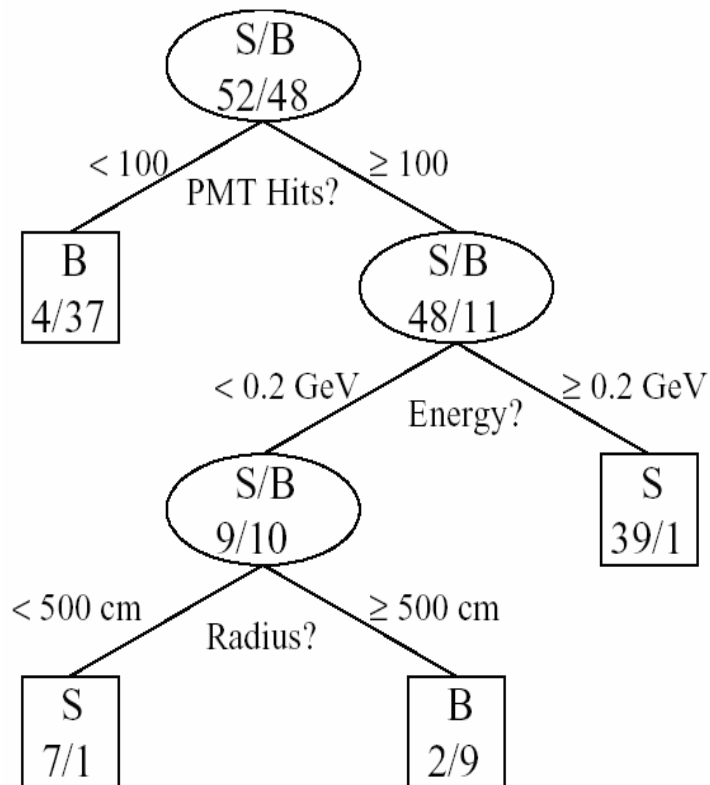 S/B
52/48
< 100
≥ 100
PMT Hits?
B
4/37
S/B
48/11
< 0.2 GeV
≥ 0.2 GeV
Energy?
S/B
9/10
S
39/1
< 500 cm
≥ 500 cm
Radius?
S
7/1
B
2/9